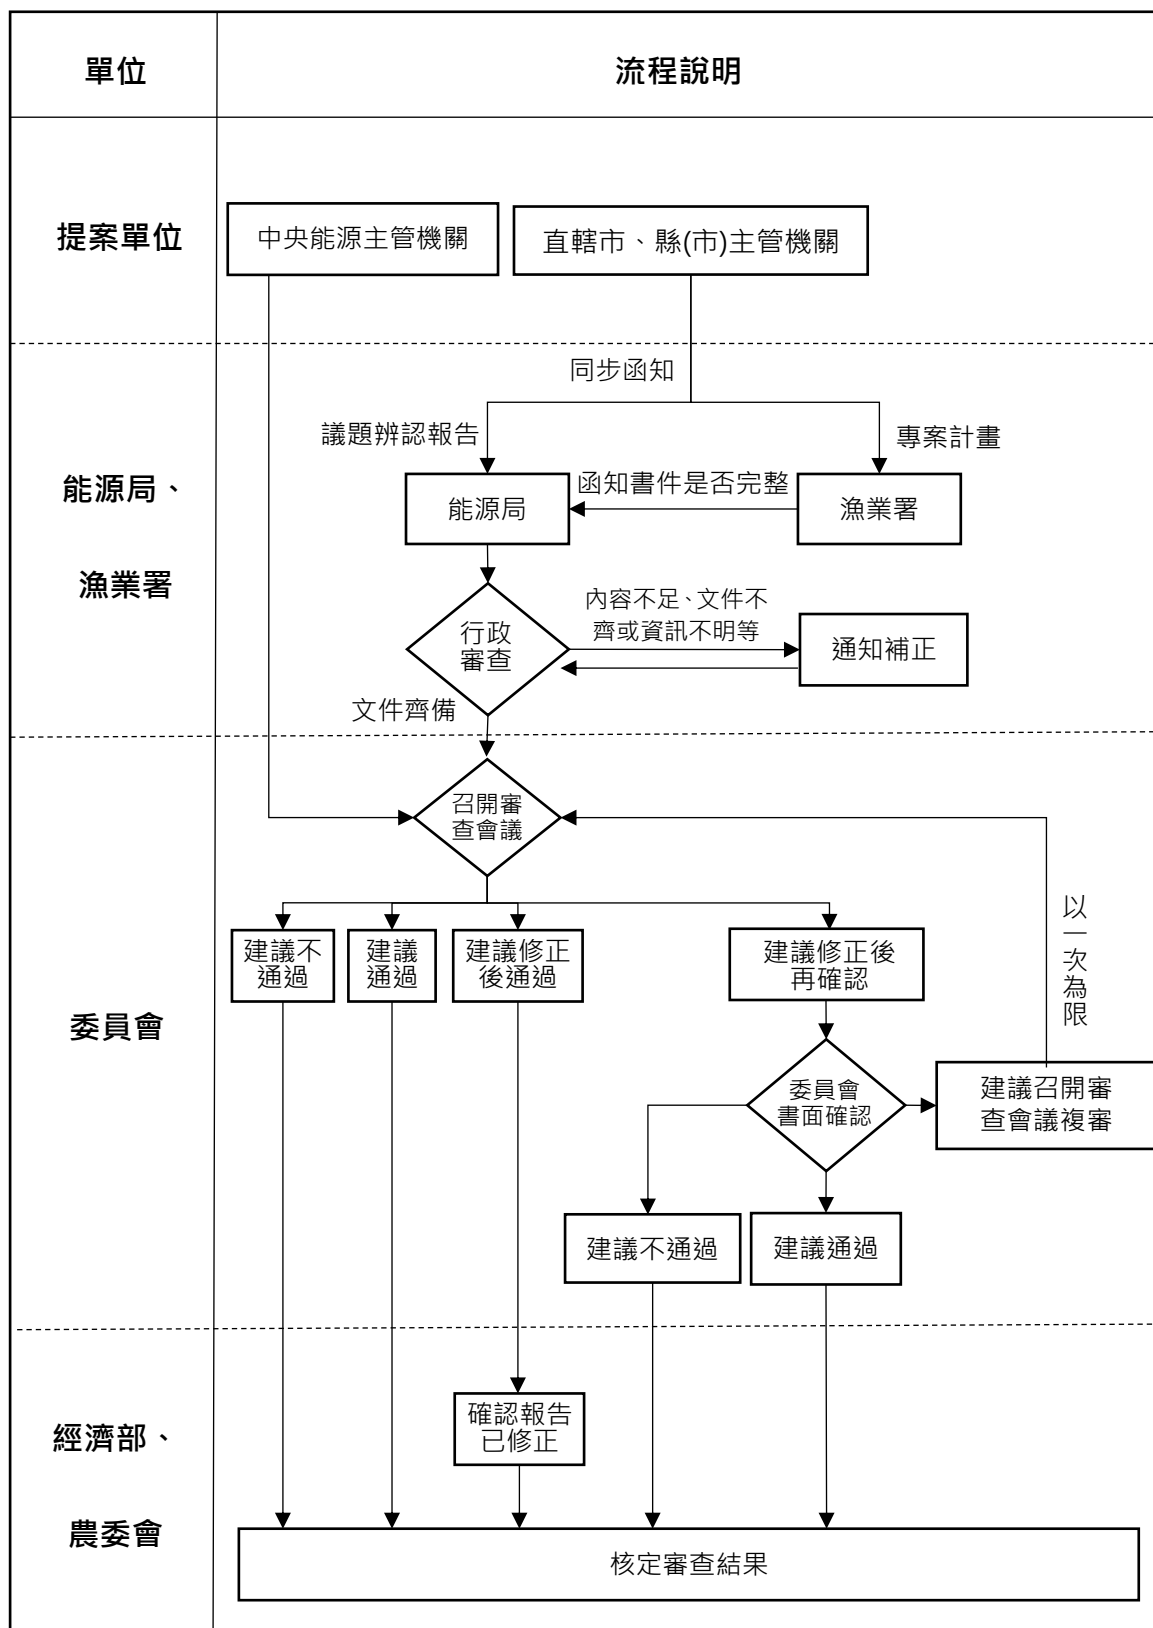 單位
流程說明
提案單位
中央能源主管機關
直轄市、縣(市)主管機關
同步函知
議題辨認報告
專案計畫
能源局、
漁業署
能源局
函知書件是否完整
漁業署
行政
審查
內容不足、文件不
齊或資訊不明等
通知補正
文件齊備
委員會
召開審
查會議
建議不
通過
建議
通過
建議修正
後通過
建議修正後
再確認
以一次為限
委員會
書面確認
建議召開審
查會議複審
建議不通過
建議通過
經濟部、
農委會
確認報告
已修正
核定審查結果